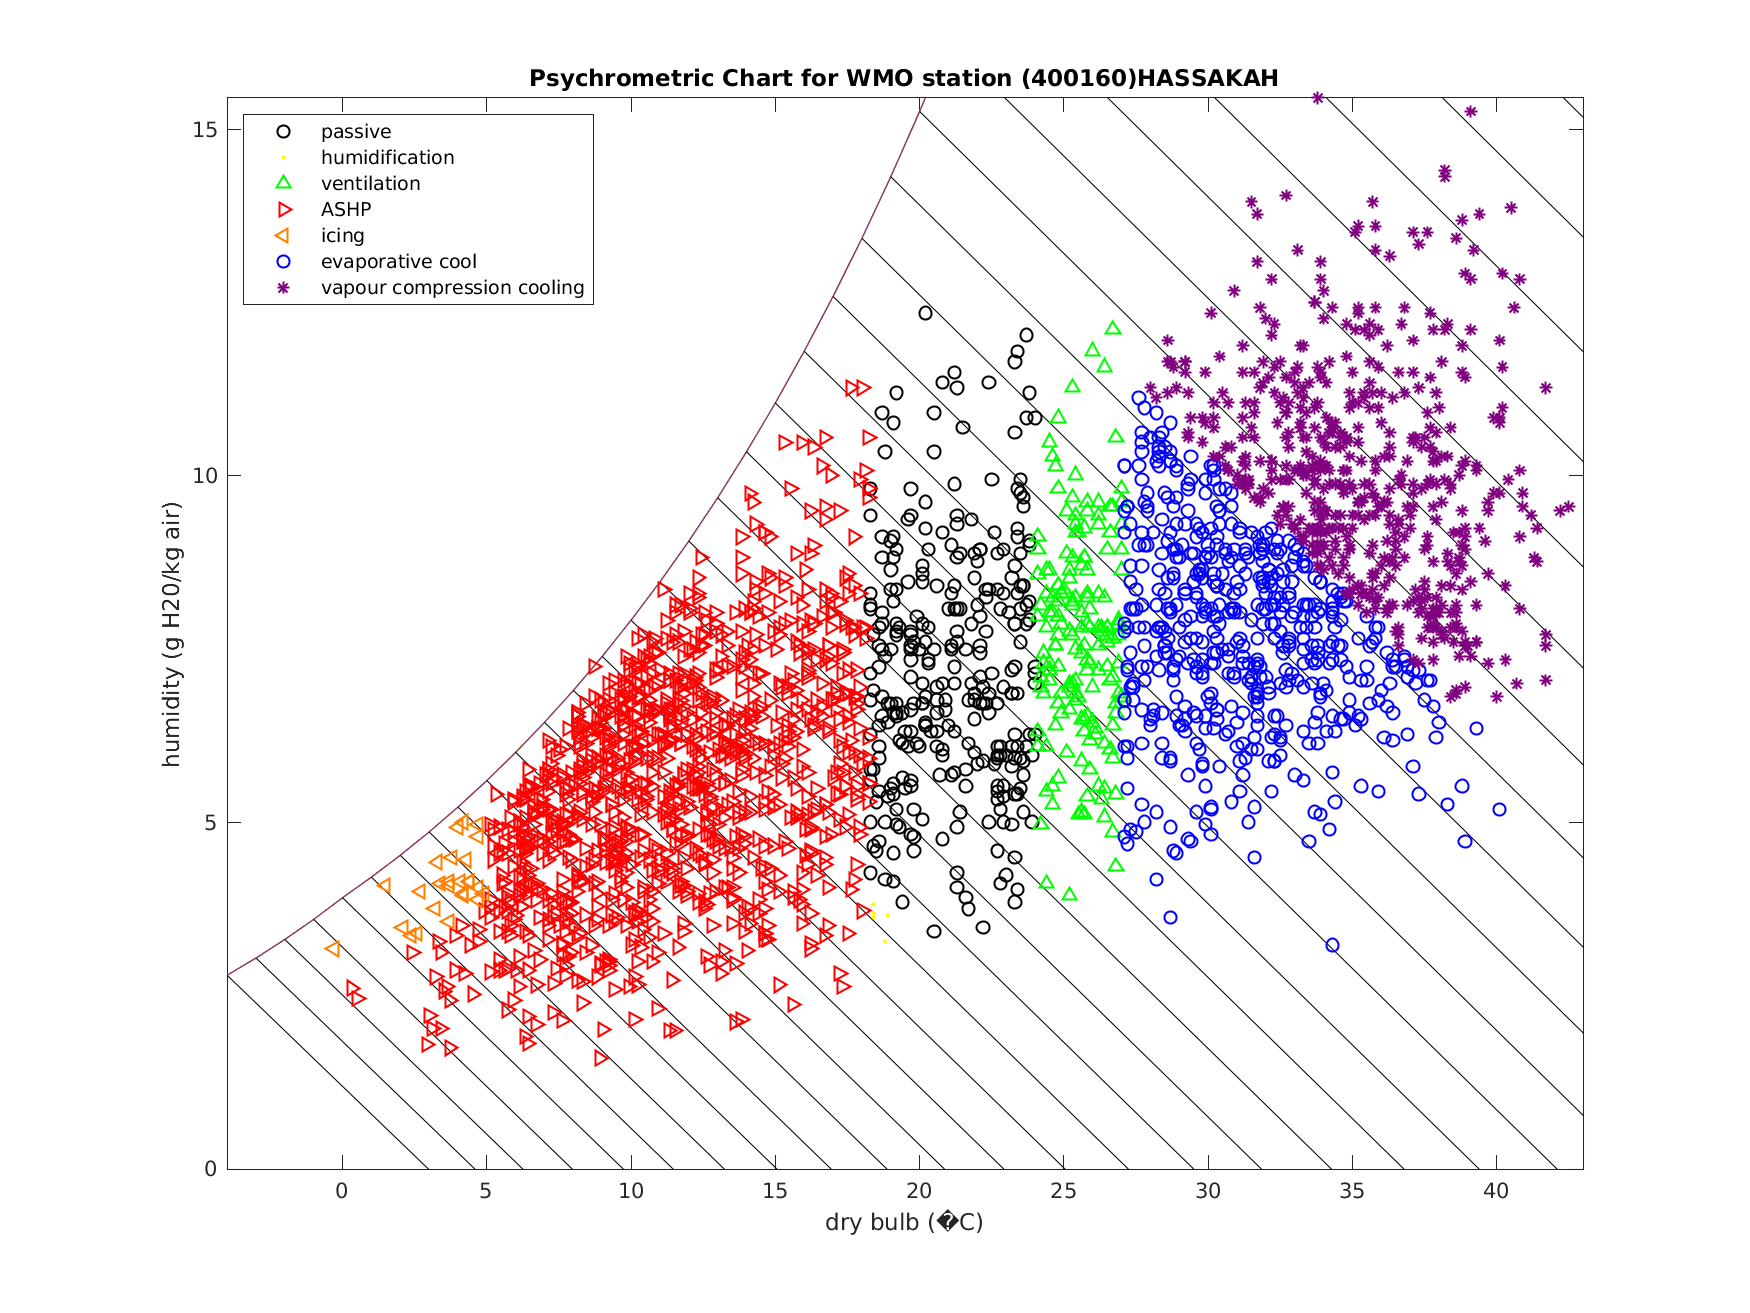 Psychrometric Chart for WMO station (400160)HASSAKAH
passive
humidification
ventilation
ASHP
icing
evaporative cool
vapour compression cooling
humidity (g H20/kg air)
15
10
5
0
0 5 10 15 20 25 30 35 40
dry bulb (�C)